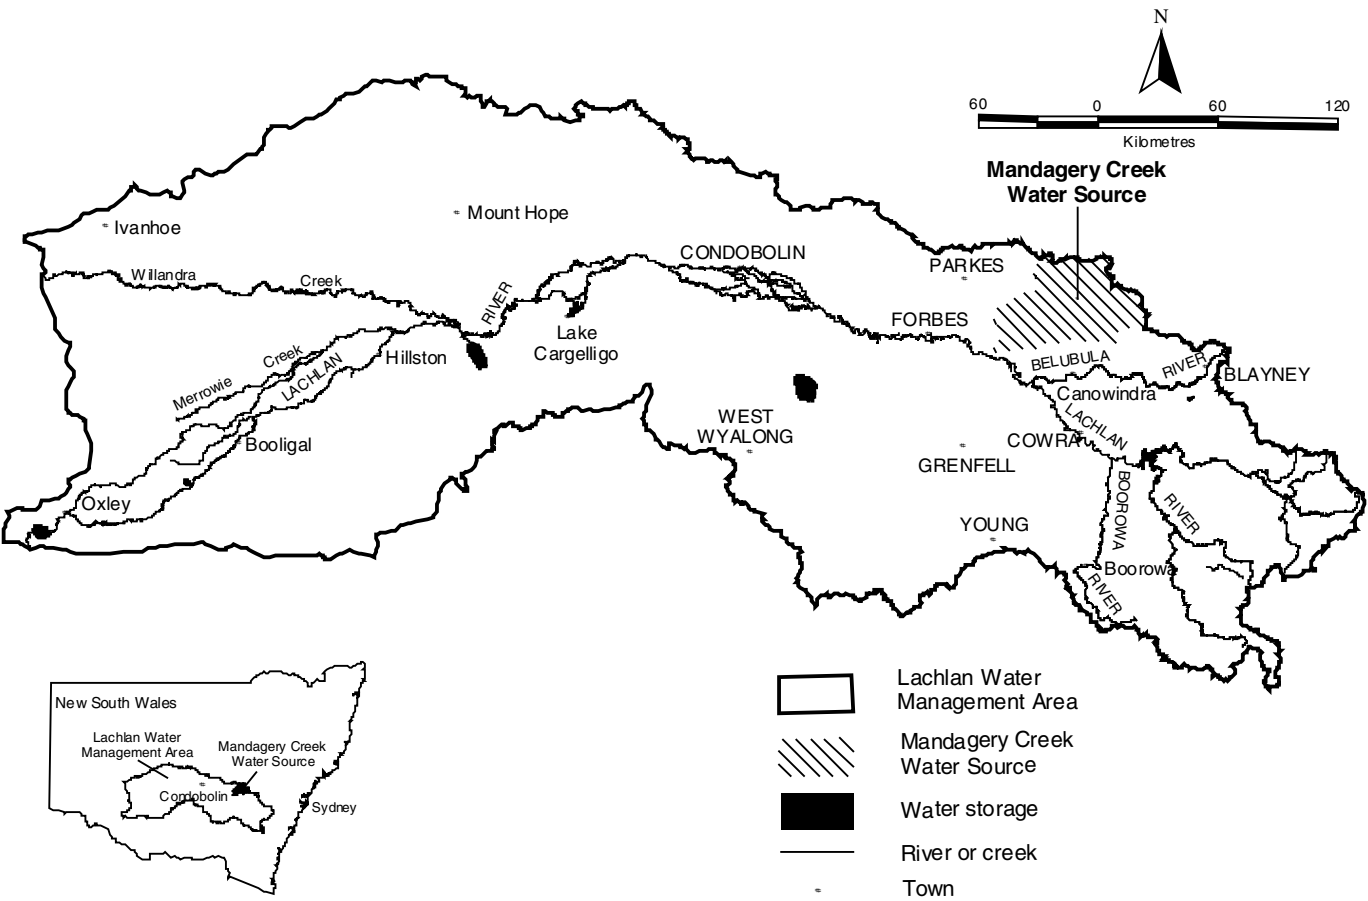 N
60 0 60 120
Kilometres
Mandagery Creek
Water Source
Ivanhoe
Mount Hope
Willandra Creek
RIVER
CONDOBOLIN
PARKES
FORBES
Lake
Cargelligo
Hillston
Merrowie Creek
LACHLAN
Booligal
Oxley
BELUBULA RIVER
BLAYNEY
Canowindra
LACHLAN
COWRA
WEST
WYALONG
GRENFELL
YOUNG
BOOROWA
RIVER
Boorowa
RIVER
New South Wales
Lachlan Water
Management Area
Mandagery Creek
Water Source
Condobolin
Sydney
Lachlan Water
Management Area
Mandagery Creek
Water Source
Water storage
River or creek
Town